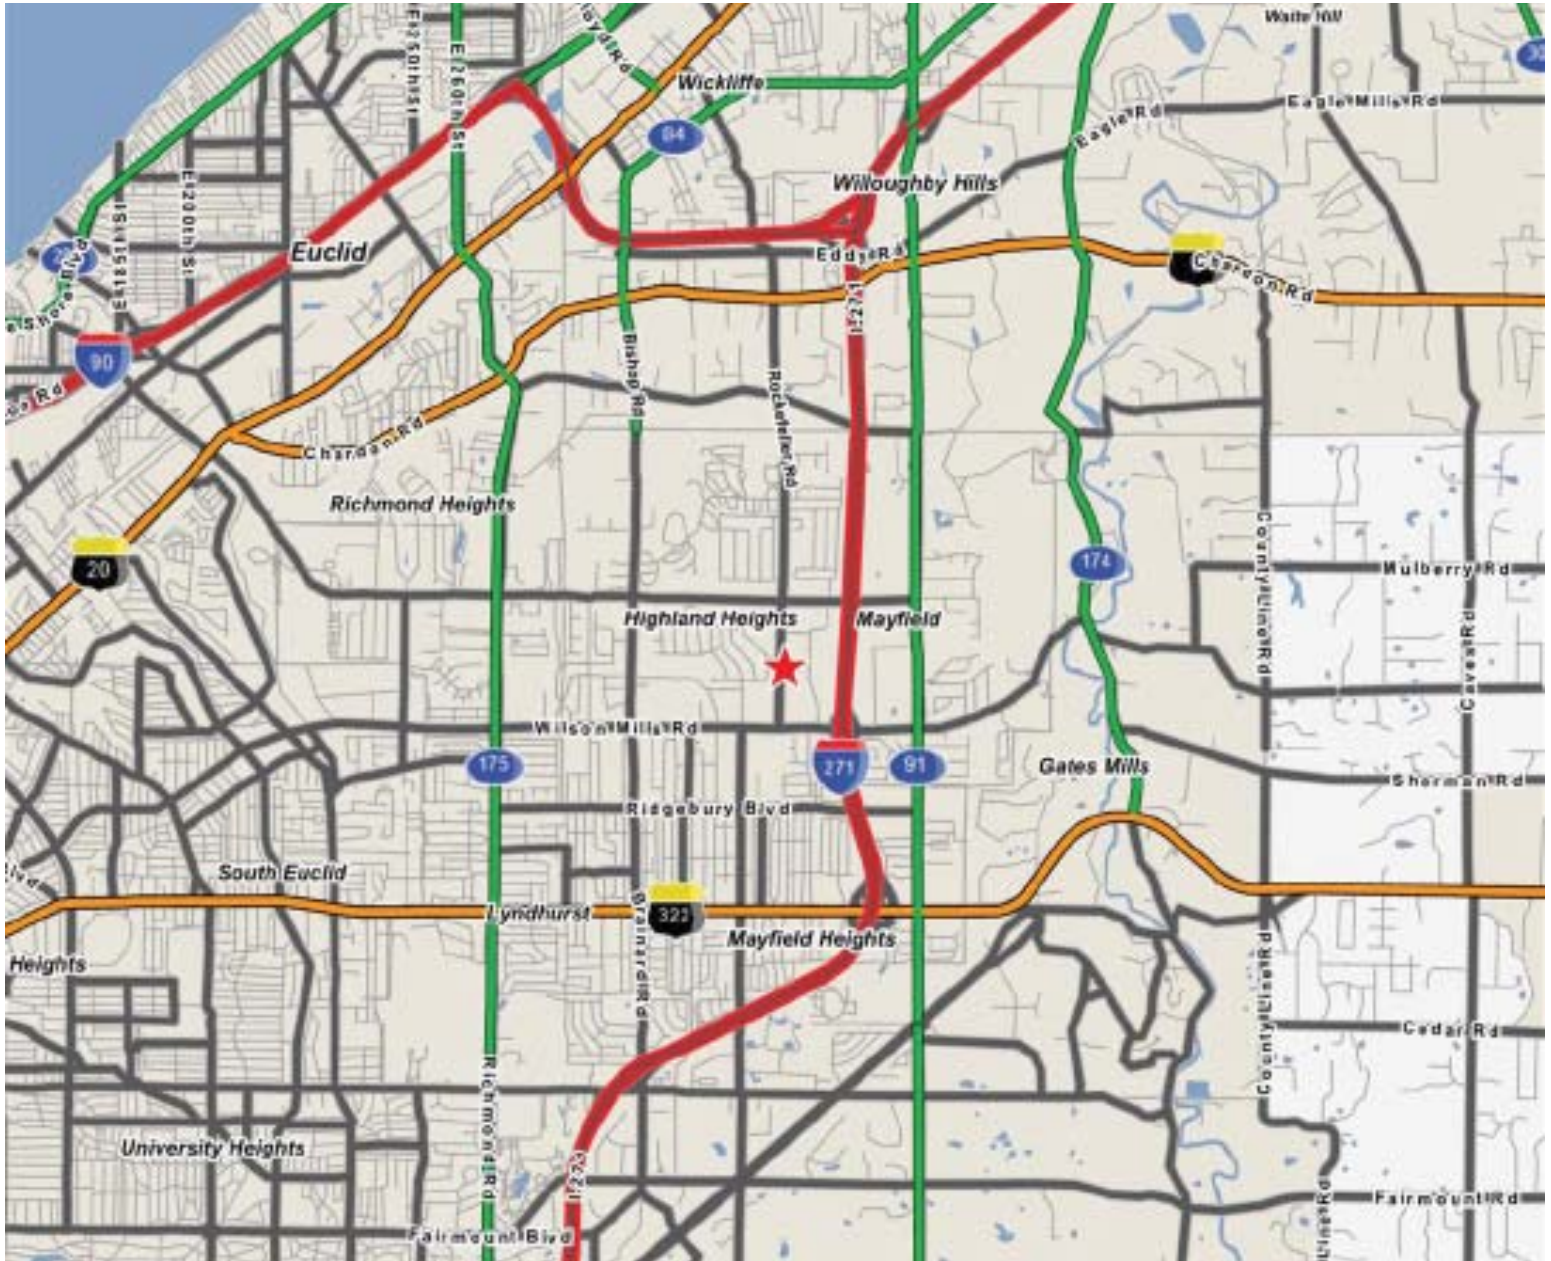 Waite Hill
E 250th St
E 260th St
Wickliffe
84
Eagle Mills Rd
Eagle Rd
Willoughby Hills
E 200th St
E 185th St
Euclid
Eddy Rd
Chardon Rd
I-271
90
Bishop Rd
Rockefeller Rd
Chardon Rd
Richmond Heights
20
174
Mulberry Rd
County Line Rd
Highland Heights
Mayfield
Caves Rd
Wilson Mills Rd
175
271
91
Gates Mills
Sherman Rd
Ridgebury Blvd
South Euclid
Lyndhurst
Brainard Rd
Mayfield Heights
Heights
County Line Rd
Cedar Rd
Richmond Rd
University Heights
Fairmount Rd
Fairmount Blvd
Line Rd